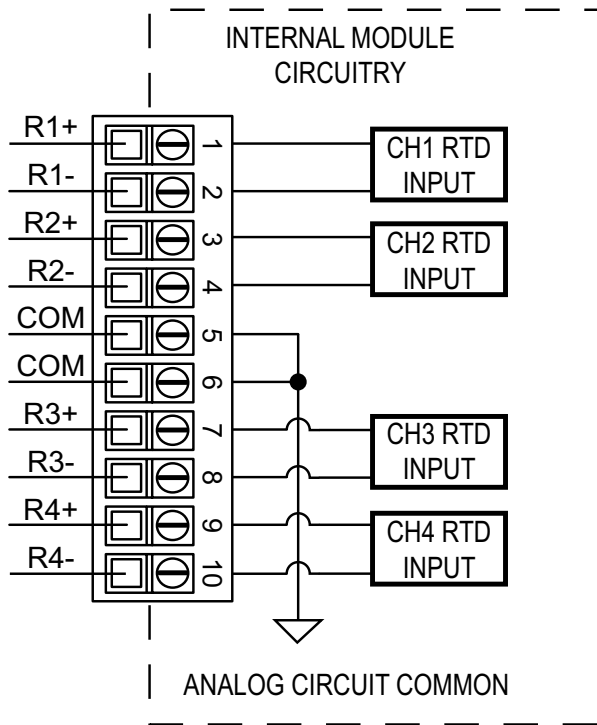 INTERNAL MODULE
CIRCUITRY
R1+
1
R1-
2
R2+
3
R2-
4
COM
5
COM
6
R3+
7
R3-
8
R4+
9
R4-
10
CH1 RTD
INPUT
CH2 RTD
INPUT
CH3 RTD
INPUT
CH4 RTD
INPUT
ANALOG CIRCUIT COMMON